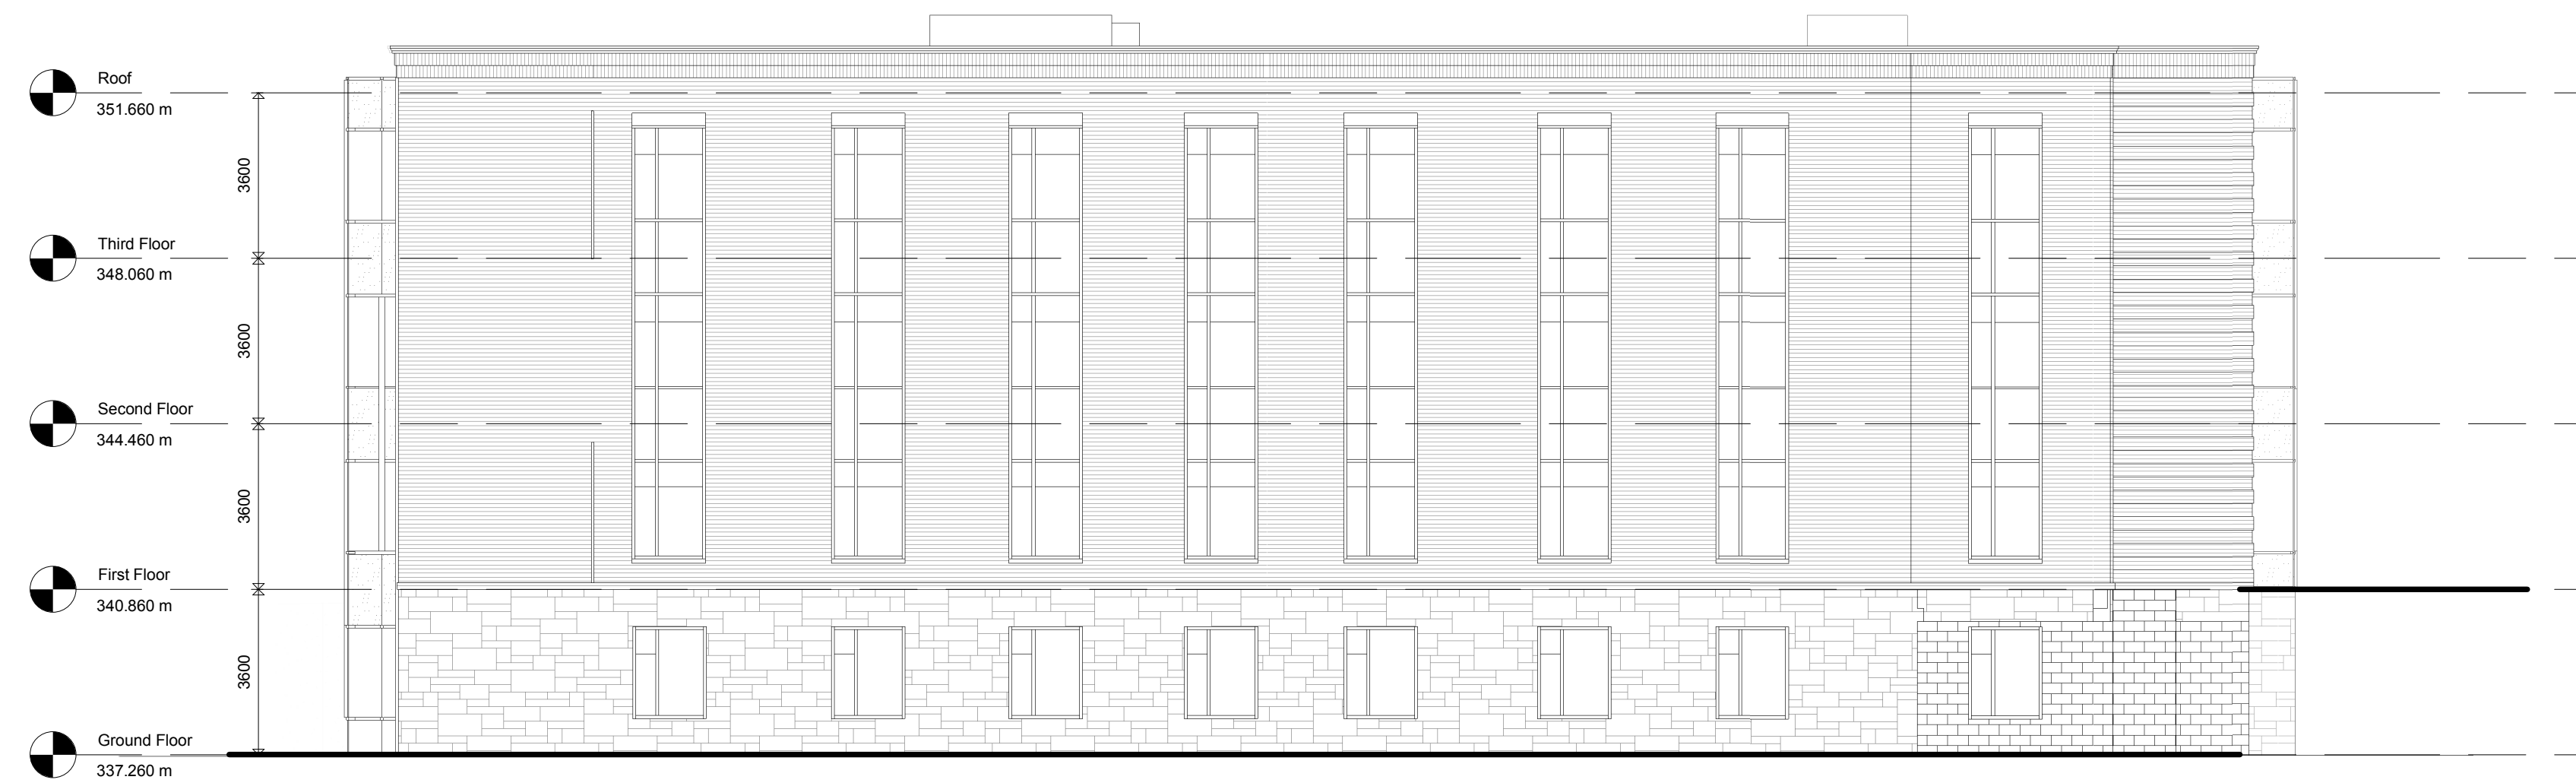 Roof
351.660 m
3600
Third Floor
348.060 m
3600
Second Floor
344.460 m
3600
First Floor
340.860 m
3600
Ground Floor
337.260 m